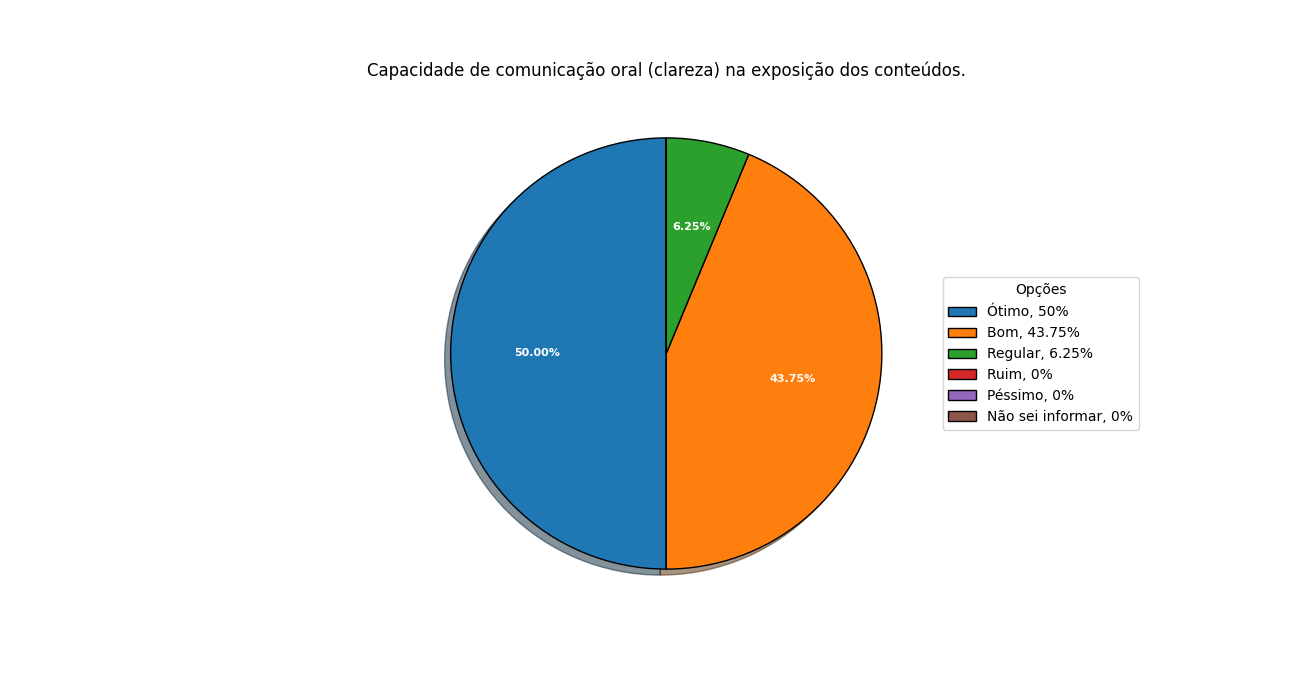 Capacidade de comunicação oral (clareza) na exposição dos conteúdos.
6.25%
50.00%
43.75%
Opções
Ótimo, 50%
Bom, 43.75%
Regular, 6.25%
Ruim, 0%
Péssimo, 0%
Não sei informar, 0%